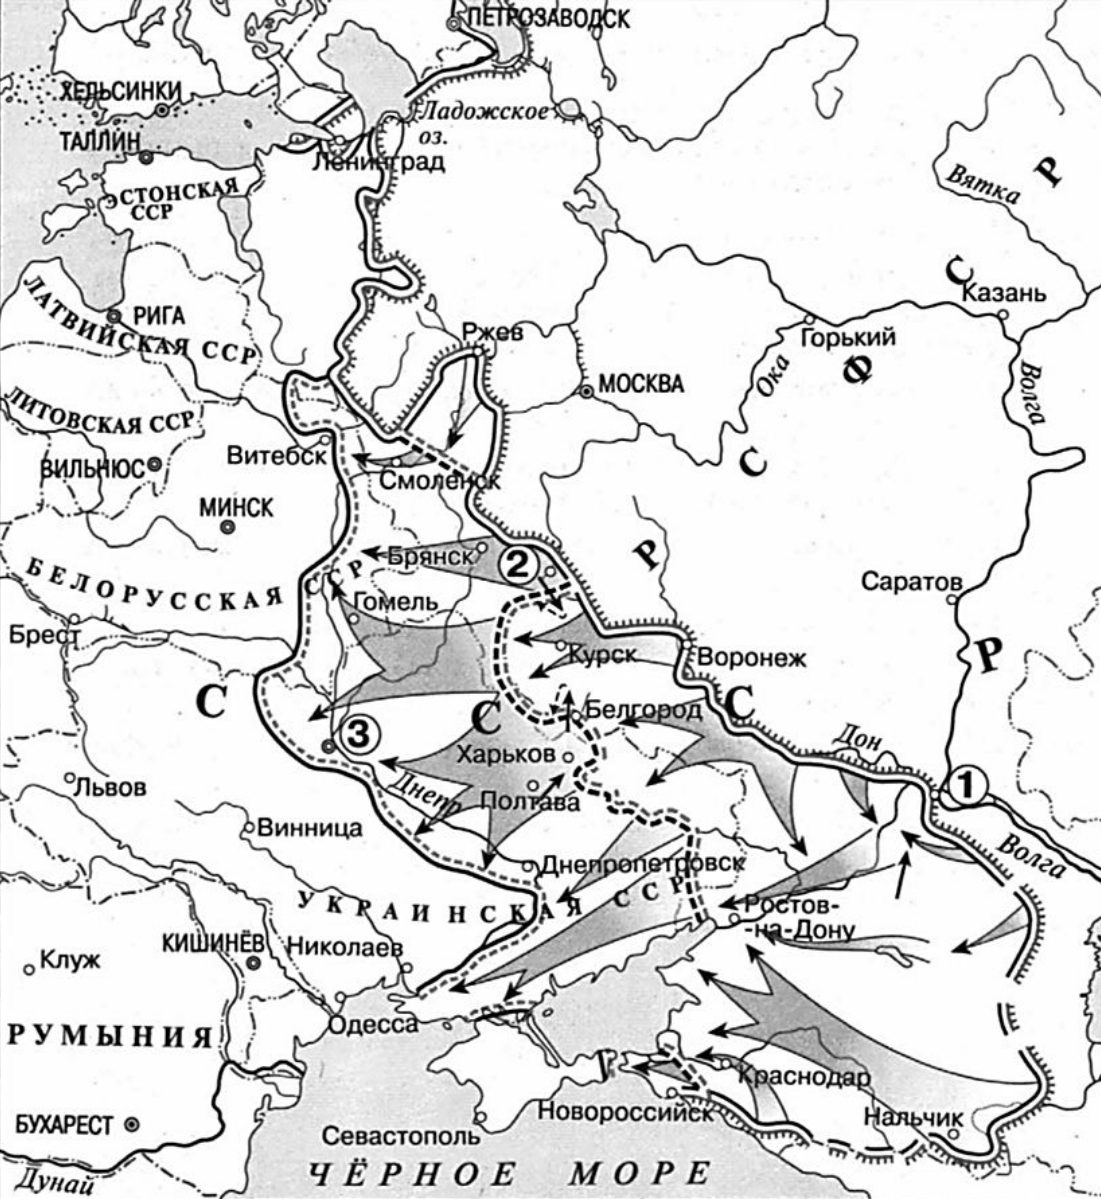 ПЕТРОЗАВОДСК
ХЕЛЬСИНКИ
Ладожское
оз.
ТАЛЛИН
Ленинград
ЭСТОНСКАЯ
ССР
Вятка
Р
С
Казань
РИГА
ЛАТВИЙСКАЯ ССР
Ржев
Горький
Ф
МОСКВА
Ока
Волга
ЛИТОВСКАЯ ССР
С
Витебск
ВИЛЬНЮС
Смоленск
МИНСК
Р
Брянск
2
БЕЛОРУССКАЯ ССР
Саратов
Гомель
Брест
Курск
Воронеж
Р
С
С
С
Белгород
3
Харьков
Дон
Львов
Днепр
Полтава
1
Винница
Волга
Днепропетровск
УКРАИНСКАЯ ССР
Ростов-
-на-Дону
КИШИНЁВ
Николаев
Клуж
Одесса
РУМЫНИЯ
Краснодар
Новороссийск
Нальчик
БУХАРЕСТ
Севастополь
ЧЁРНОЕ МОРЕ
Дунай